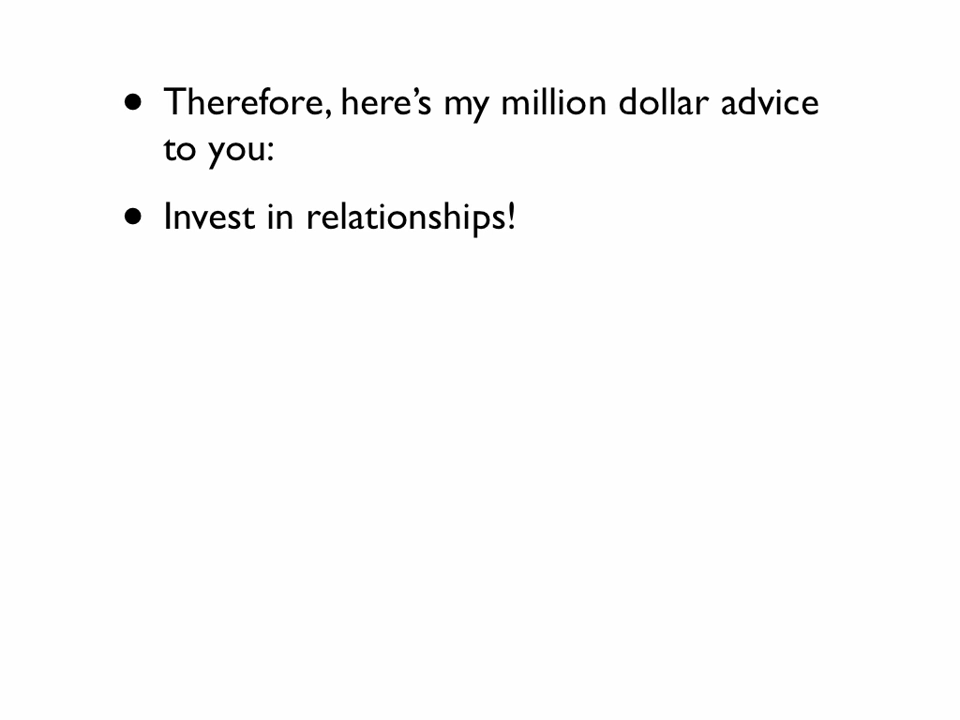 • Therefore, here’s my million dollar advice
to you:
• Invest in relationships!